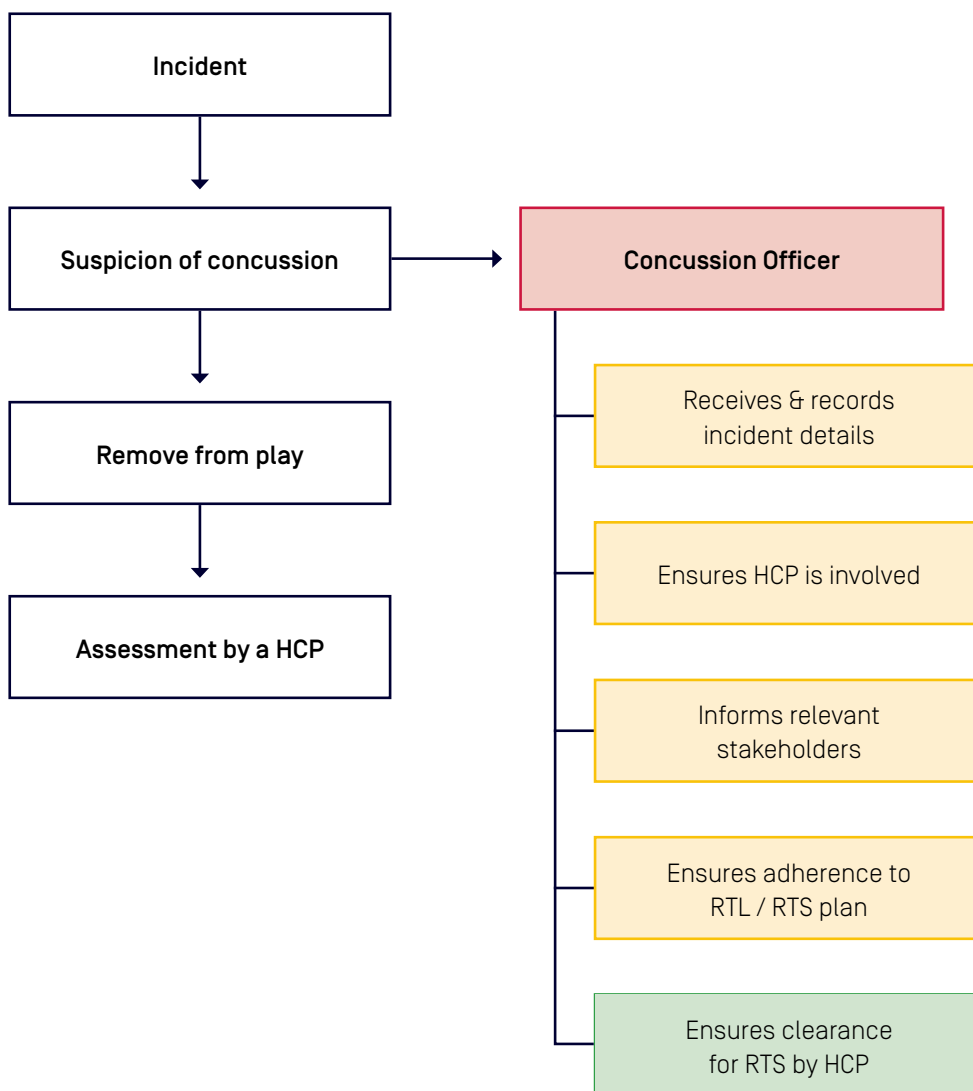 Incident
Suspicion of concussion
Concussion Officer
Remove from play
Assessment by a HCP
Receives & records
incident details
Ensures HCP is involved
Informs relevant
stakeholders
Ensures adherence to
RTL / RTS plan
Ensures clearance
for RTS by HCP